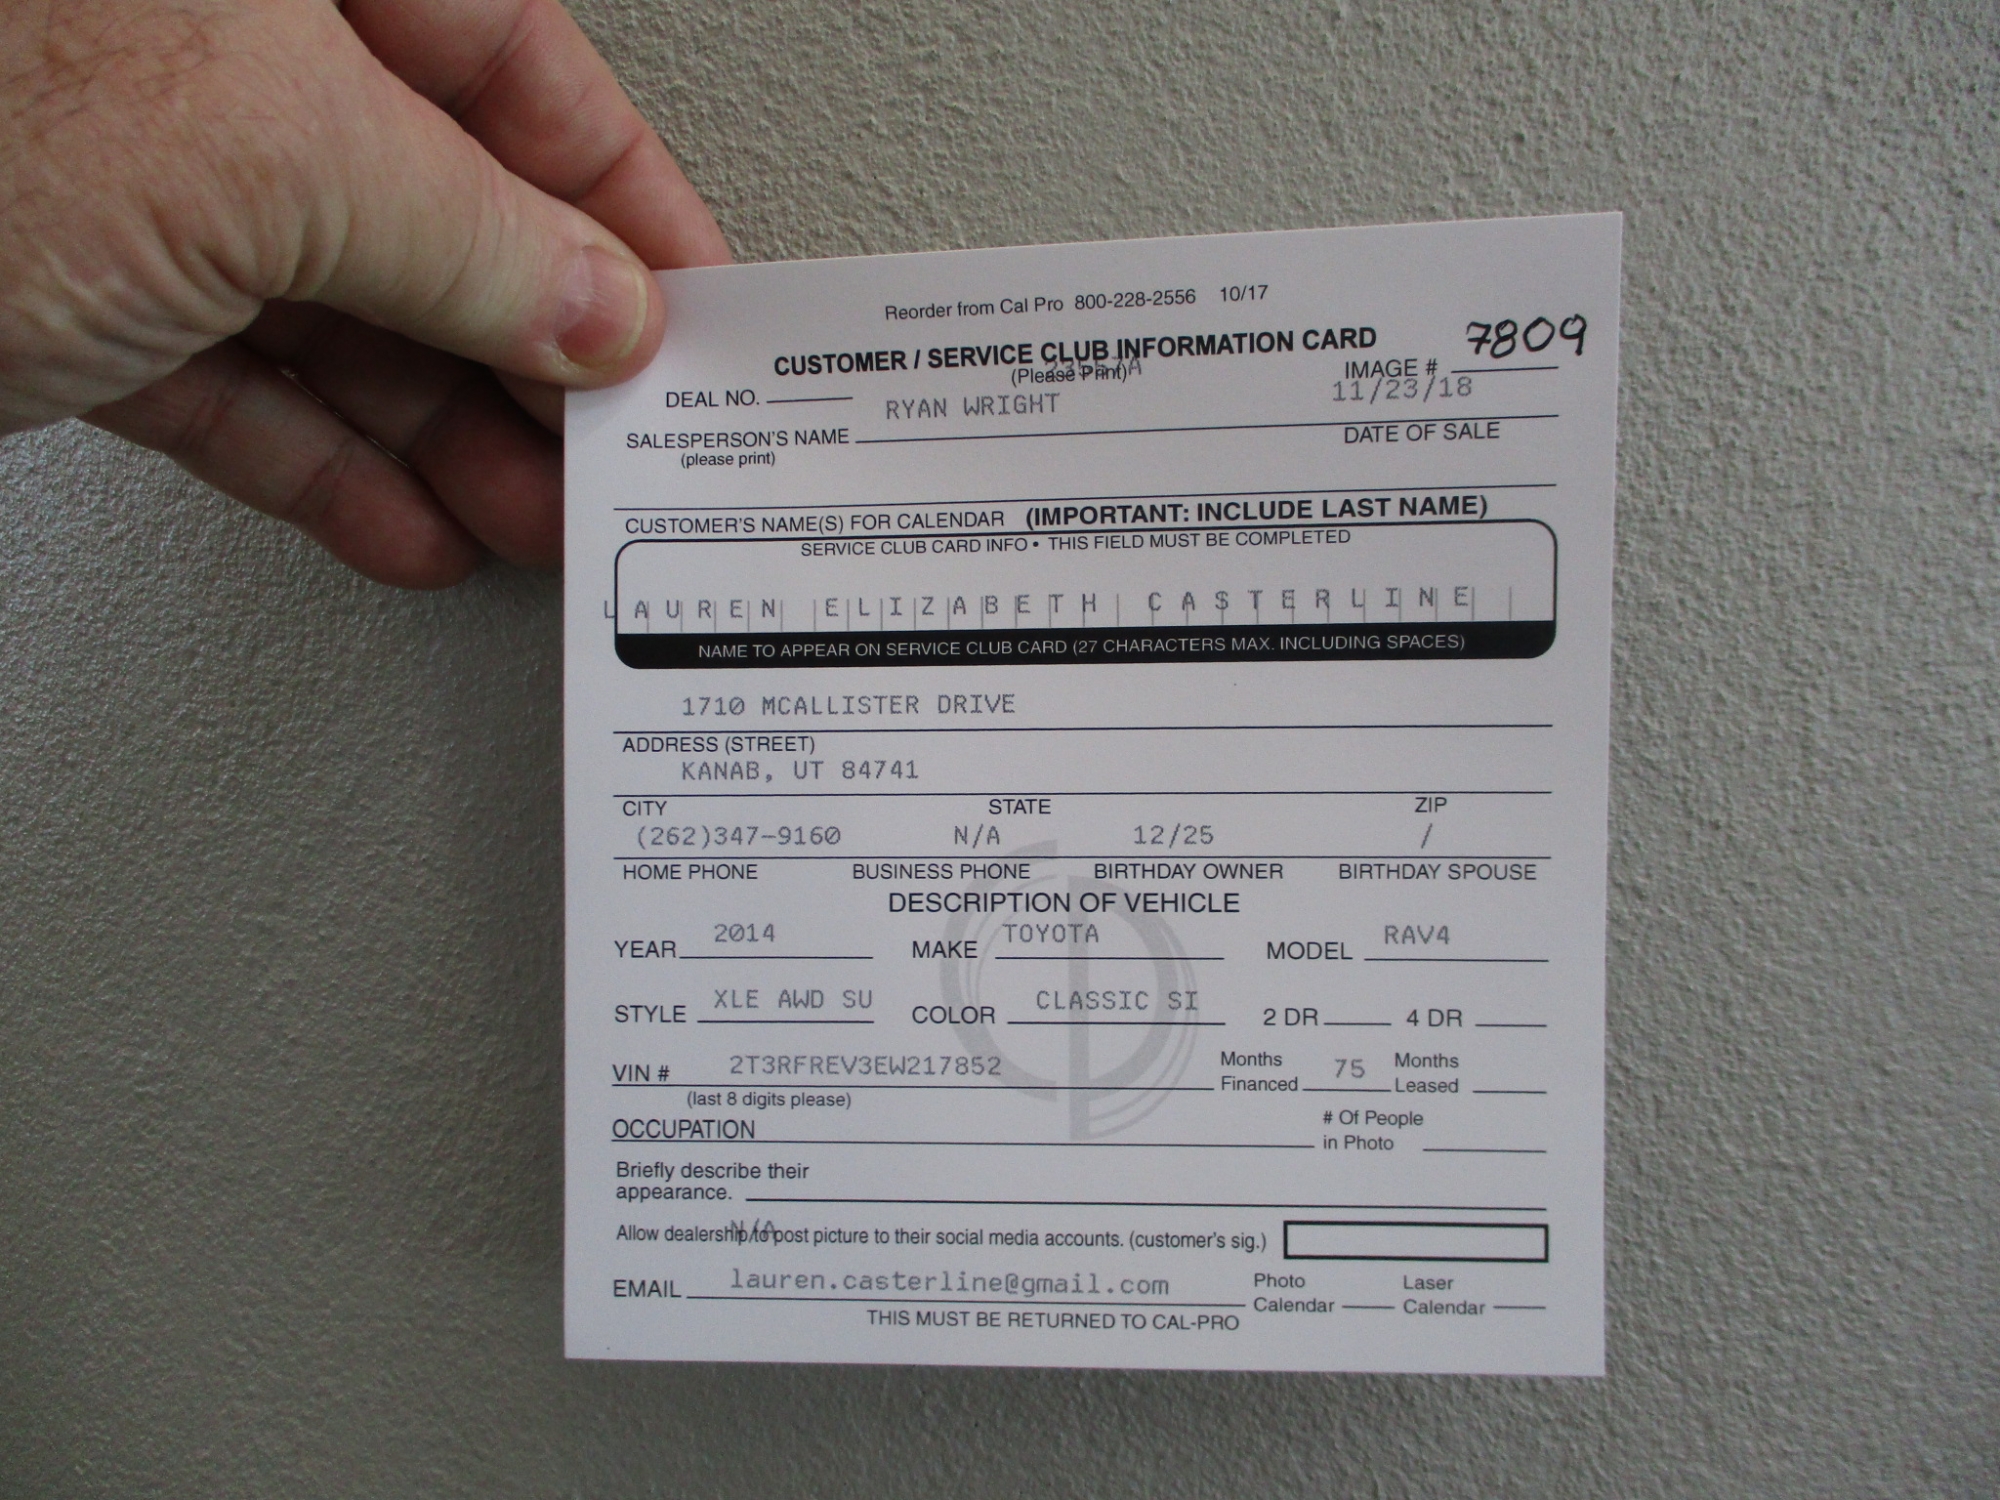 Reorder from Cal Pro 800-228-2556 10/17
CUSTOMER / SERVICE CLUB INFORMATION CARD
7809
(Please Print)
IMAGE #
DEAL NO.
RYAN WRIGHT
11/23/18
SALESPERSON'S NAME
DATE OF SALE
(please print)
CUSTOMER'S NAME(S) FOR CALENDAR (IMPORTANT: INCLUDE LAST NAME)
SERVICE CLUB CARD INFO • THIS FIELD MUST BE COMPLETED
LAUREN ELIZABETH CASTERLINE
NAME TO APPEAR ON SERVICE CLUB CARD (27 CHARACTERS MAX. INCLUDING SPACES)
1710 MCALLISTER DRIVE
ADDRESS (STREET)
KANAB, UT 84741
CITY STATE ZIP
(262)347-9160 N/A 12/25 /
HOME PHONE BUSINESS PHONE BIRTHDAY OWNER BIRTHDAY SPOUSE
DESCRIPTION OF VEHICLE
YEAR 2014 MAKE TOYOTA MODEL RAV4
STYLE XLE AWD SU COLOR CLASSIC SI 2 DR 4 DR
VIN # 2T3RFREV3EW217852 Months Financed 75 Months Leased
(last 8 digits please)
OCCUPATION # Of People in Photo
Briefly describe their
appearance.
N/A
Allow dealership to post picture to their social media accounts. (customer's sig.)
EMAIL lauren.casterline@gmail.com Photo Calendar Laser Calendar
THIS MUST BE RETURNED TO CAL-PRO